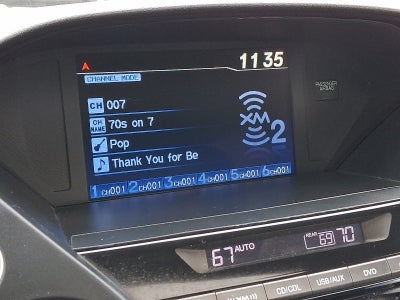 11 35
CHANNEL MODE
PASSENGER
AIRBAG
CH 007
CH NAME 70s on 7
Pop
Thank You for Be
XM 2
1 CH001 2 CH001 3 CH001 4 CH001 5 CH001 6 CH001
67 AUTO
REAR 69 70
XM CD/CDL USB/AUX DVD